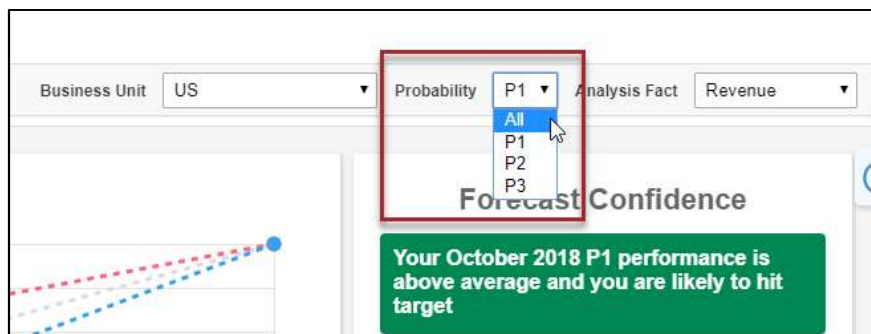 Business Unit US Probability P1 Analysis Fact Revenue
All
P1
P2
P3
Forecast Confidence
Your October 2018 P1 performance is
above average and you are likely to hit
target